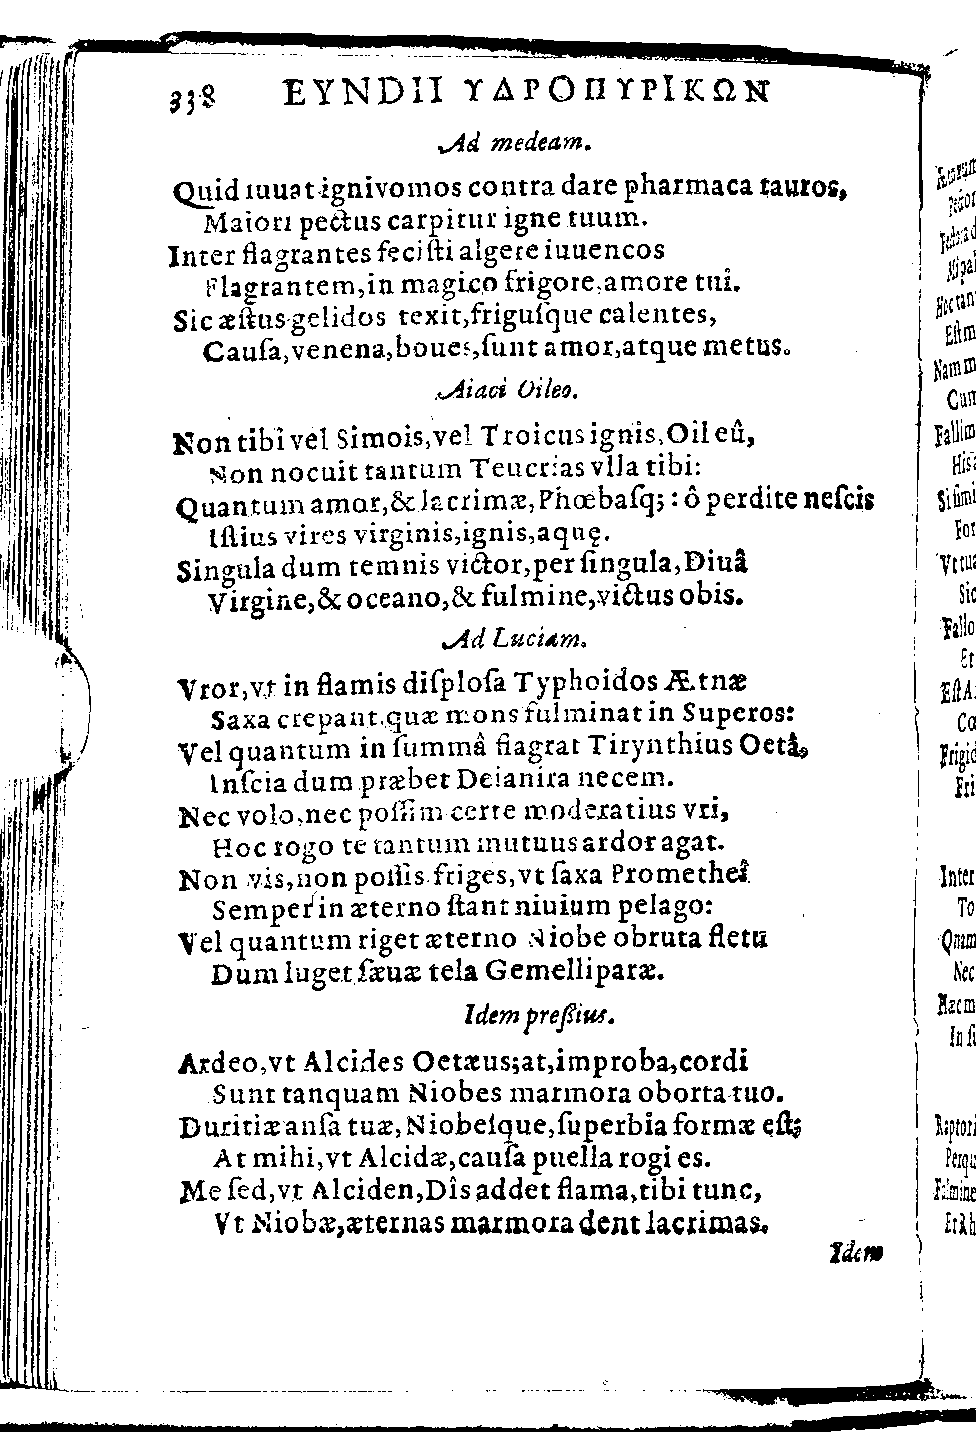 338 EYNDII ΥΔΡΟΠΥΡΙΚΩΝ
Ad medeam.
Quid iuuat ignivomos contra dare pharmaca tauros,
Maiori pectus carpitur igne tuum.
Inter flagrantes feciſti algere iuuencos
Flagrantem, in magico frigore, amore tui.
Sic æſtus gelidos texit, friguſque calentes,
Cauſa, venena, boues, ſunt amor, atque metus.
Aiaci Oileo.
Non tibi vel Simois, vel Troicus ignis, Oileû,
Non nocuit tantum Teucrias vlla tibi:
Quantum amor, & lacrimæ, Phœbaſq; : ô perdite neſcis
Iſtius vires virginis, ignis, aquę.
Singula dum temnis victor, per ſingula, Diuâ
Virgine, & oceano, & fulmine, victus obis.
Ad Luciam.
Vror, vt in flamis diſploſa Typhoidos Ætnæ
Saxa crepant, quæ mons fulminat in Superos:
Vel quantum in ſummâ flagrat Tirynthius Oetâ,
Inſcia dum præbet Deianira necem.
Nec volo, nec poſſim certe moderatius vri,
Hoc rogo te tantum mutuus ardor agat.
Non vis, non poſſis friges, vt ſaxa Promethei
Semper in æterno ſtant niuium pelago:
Vel quantum riget æterno Niobe obruta fletu
Dum luget ſæuæ tela Gemelliparæ.
Idem preſſius.
Ardeo, vt Alcides Oetæus; at, improba, cordi
Sunt tanquam Niobes marmora oborta tuo.
Duritiæ anſa tuæ, Niobeſque, ſuperbia formæ eſt;
At mihi, vt Alcidæ, cauſa puella rogi es.
Me ſed, vt Alciden, Dîs addet flama, tibi tunc,
Vt Niobæ, æternas marmora dent lacrimas.
Idem